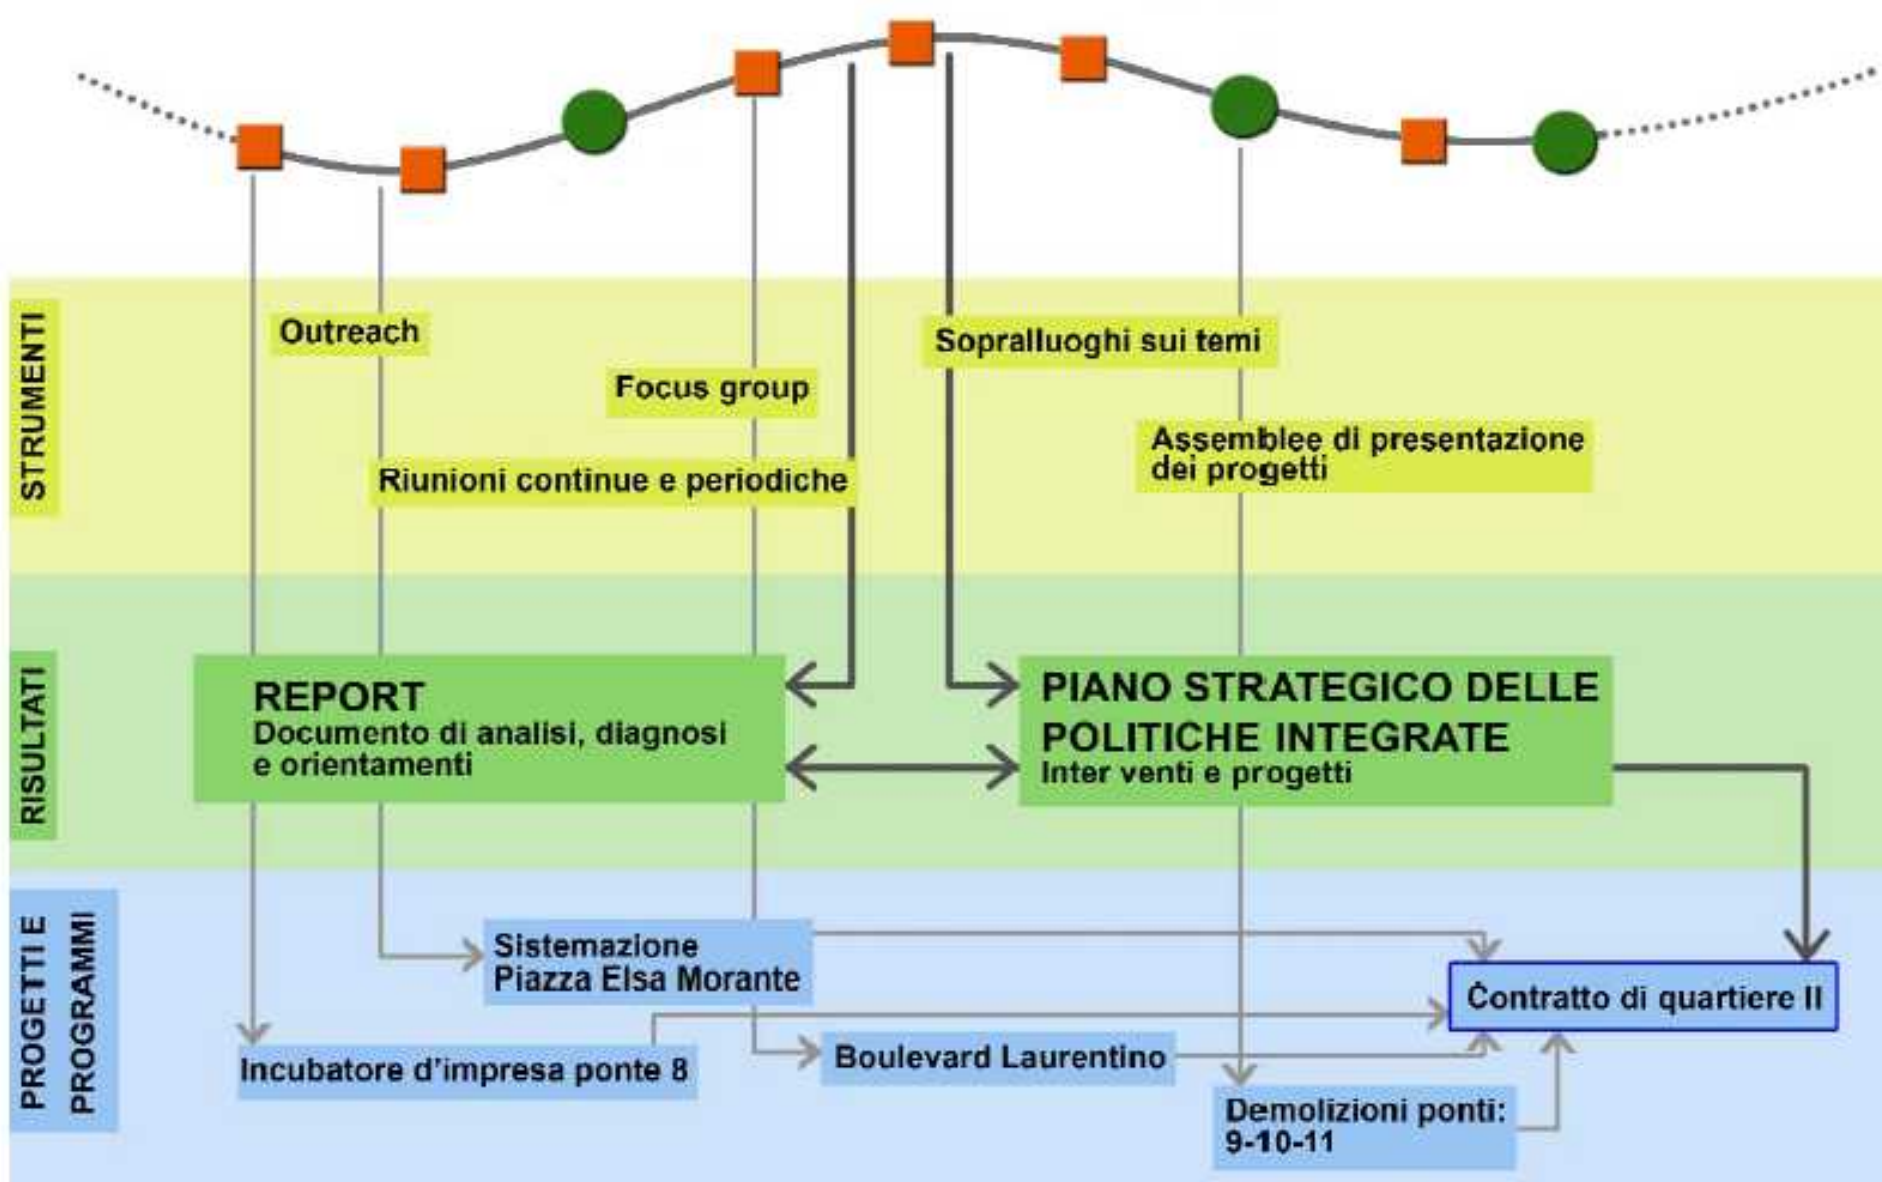 STRUMENTI
Outreach
Sopralluoghi sui temi
Focus group
Assemblee di presentazione
dei progetti
Riunioni continue e periodiche
RISULTATI
REPORT
Documento di analisi, diagnosi
e orientamenti
PIANO STRATEGICO DELLE
POLITICHE INTEGRATE
Inter venti e progetti
PROGETTI E
PROGRAMMI
Sistemazione
Piazza Elsa Morante
Contratto di quartiere II
Boulevard Laurentino
Incubatore d'impresa ponte 8
Demolizioni ponti:
9-10-11